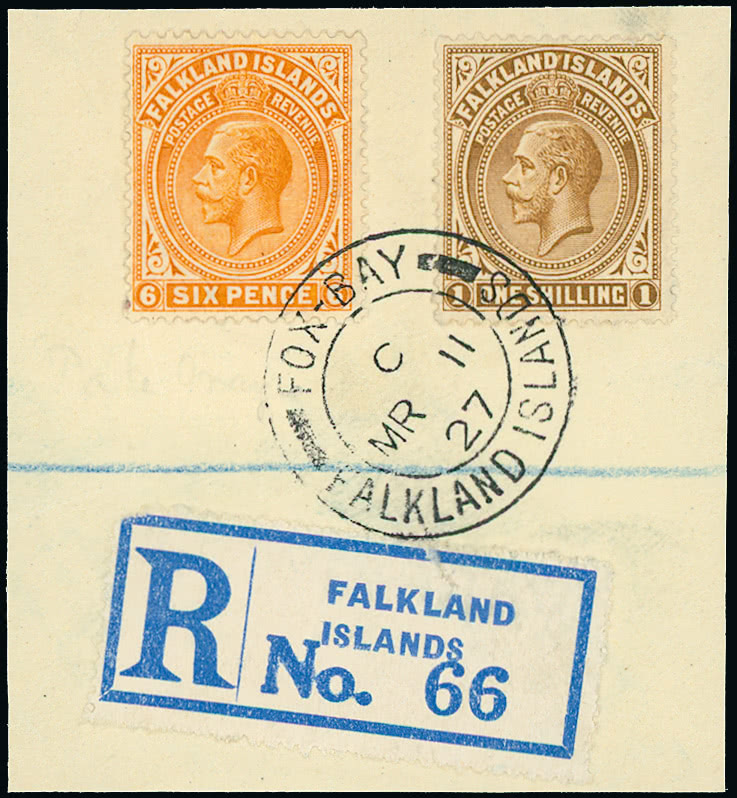 FALKLAND ISLANDS
POSTAGE REVENUE
6 SIX PENCE 6
FALKLAND ISLANDS
POSTAGE REVENUE
1 ONE SHILLING 1
FOX-BAY
C 11
MR 27
FALKLAND ISLANDS
R
FALKLAND
ISLANDS
No. 66